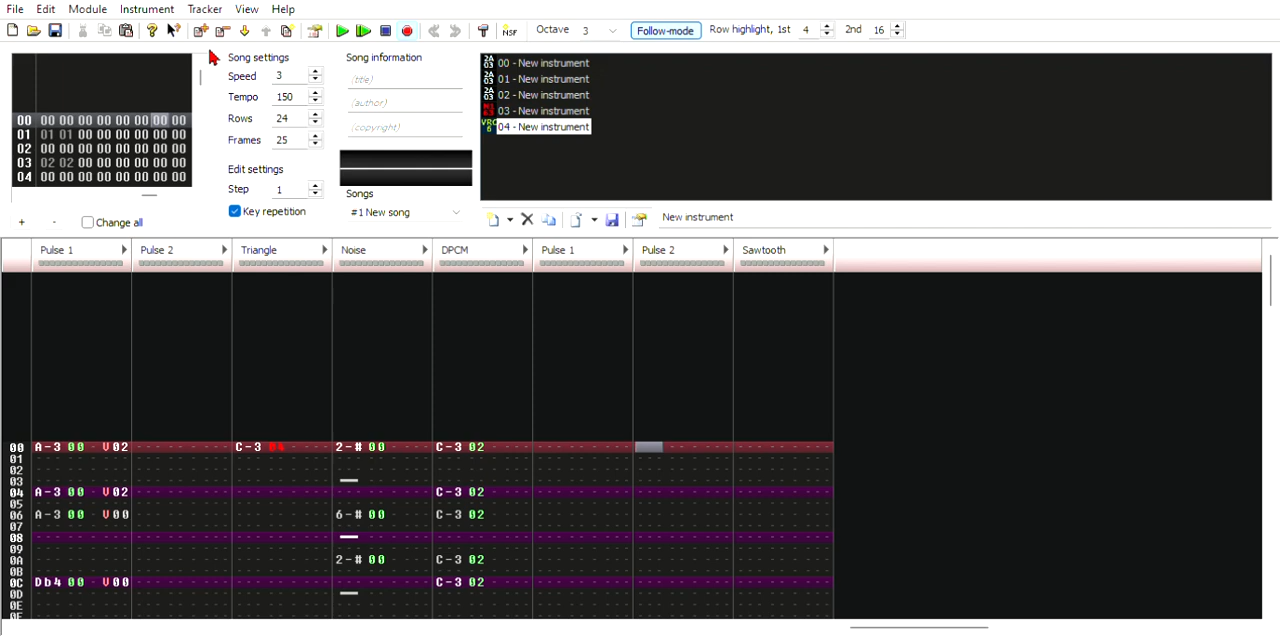 File Edit Module Instrument Tracker View Help
NSF Octave 3 Follow-mode Row highlight, 1st 4 2nd 16
Song settings
Speed 3
Tempo 150
Rows 24
Frames 25
Edit settings
Step 1
Key repetition
Song information
(title)
(author)
(copyright)
Songs
#1 New song
00 00 00 00 00 00 00 00 00
01 01 01 00 00 00 00 00 00
02 00 00 00 00 00 00 00 00
03 02 02 00 00 00 00 00 00
04 00 00 00 00 00 00 00 00
+ - Change all
2A03 00 - New instrument
2A03 01 - New instrument
2A03 02 - New instrument
03 - New instrument
VRC6 04 - New instrument
New instrument
Pulse 1 Pulse 2 Triangle Noise DPCM Pulse 1 Pulse 2 Sawtooth
00 A-3 00 V02 C-3 04 2-# 00 C-3 02
01
02
03
04 A-3 00 V02 C-3 02
05
06 A-3 00 V00 6-# 00 C-3 02
07
08
09
0A 2-# 00 C-3 02
0B
0C Db4 00 V00 C-3 02
0D
0E
0F